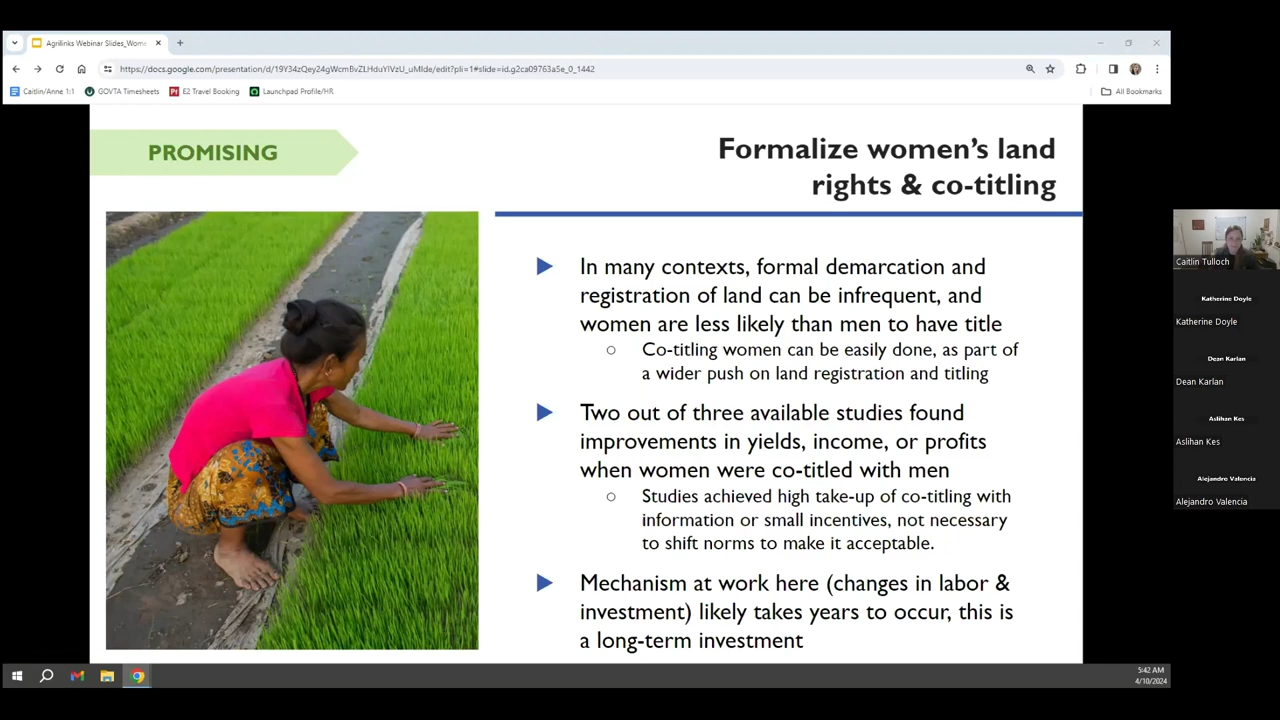 Agrilinks Webinar Slides_Wome
https://docs.google.com/presentation/d/19Y34zQey24gWcmBvZLHduYlVzU_uMlde/edit?pli=1#slide=id.g2ca09763a5e_0_1442
Caitlin/Anne 1:1
GOVTA Timesheets
E2 Travel Booking
Launchpad Profile/HR
All Bookmarks
PROMISING
Formalize women's land
rights & co-titling
In many contexts, formal demarcation and
registration of land can be infrequent, and
women are less likely than men to have title
Co-titling women can be easily done, as part of
a wider push on land registration and titling
Two out of three available studies found
improvements in yields, income, or profits
when women were co-titled with men
Studies achieved high take-up of co-titling with
information or small incentives, not necessary
to shift norms to make it acceptable.
Mechanism at work here (changes in labor &
investment) likely takes years to occur, this is
a long-term investment
Caitlin Tulloch
Katherine Doyle
Katherine Doyle
Dean Karlan
Dean Karlan
Aslihan Kes
Aslihan Kes
Alejandro Valencia
Alejandro Valencia
5:42 AM
4/10/2024